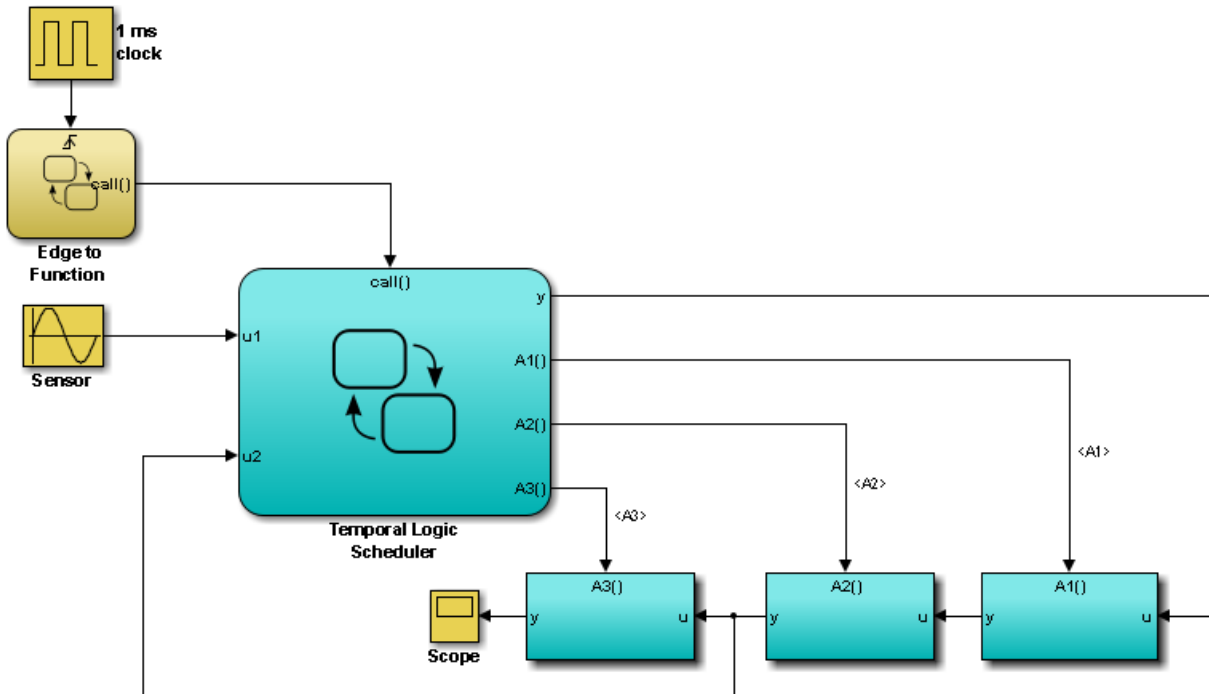 1 ms
clock
call()
Edge to
Function
call()
y
u1
A1()
Sensor
A2()
<A1>
u2
<A2>
A3()
<A3>
Temporal Logic
Scheduler
A3()
A2()
A1()
y
u
y
u
y
u
Scope